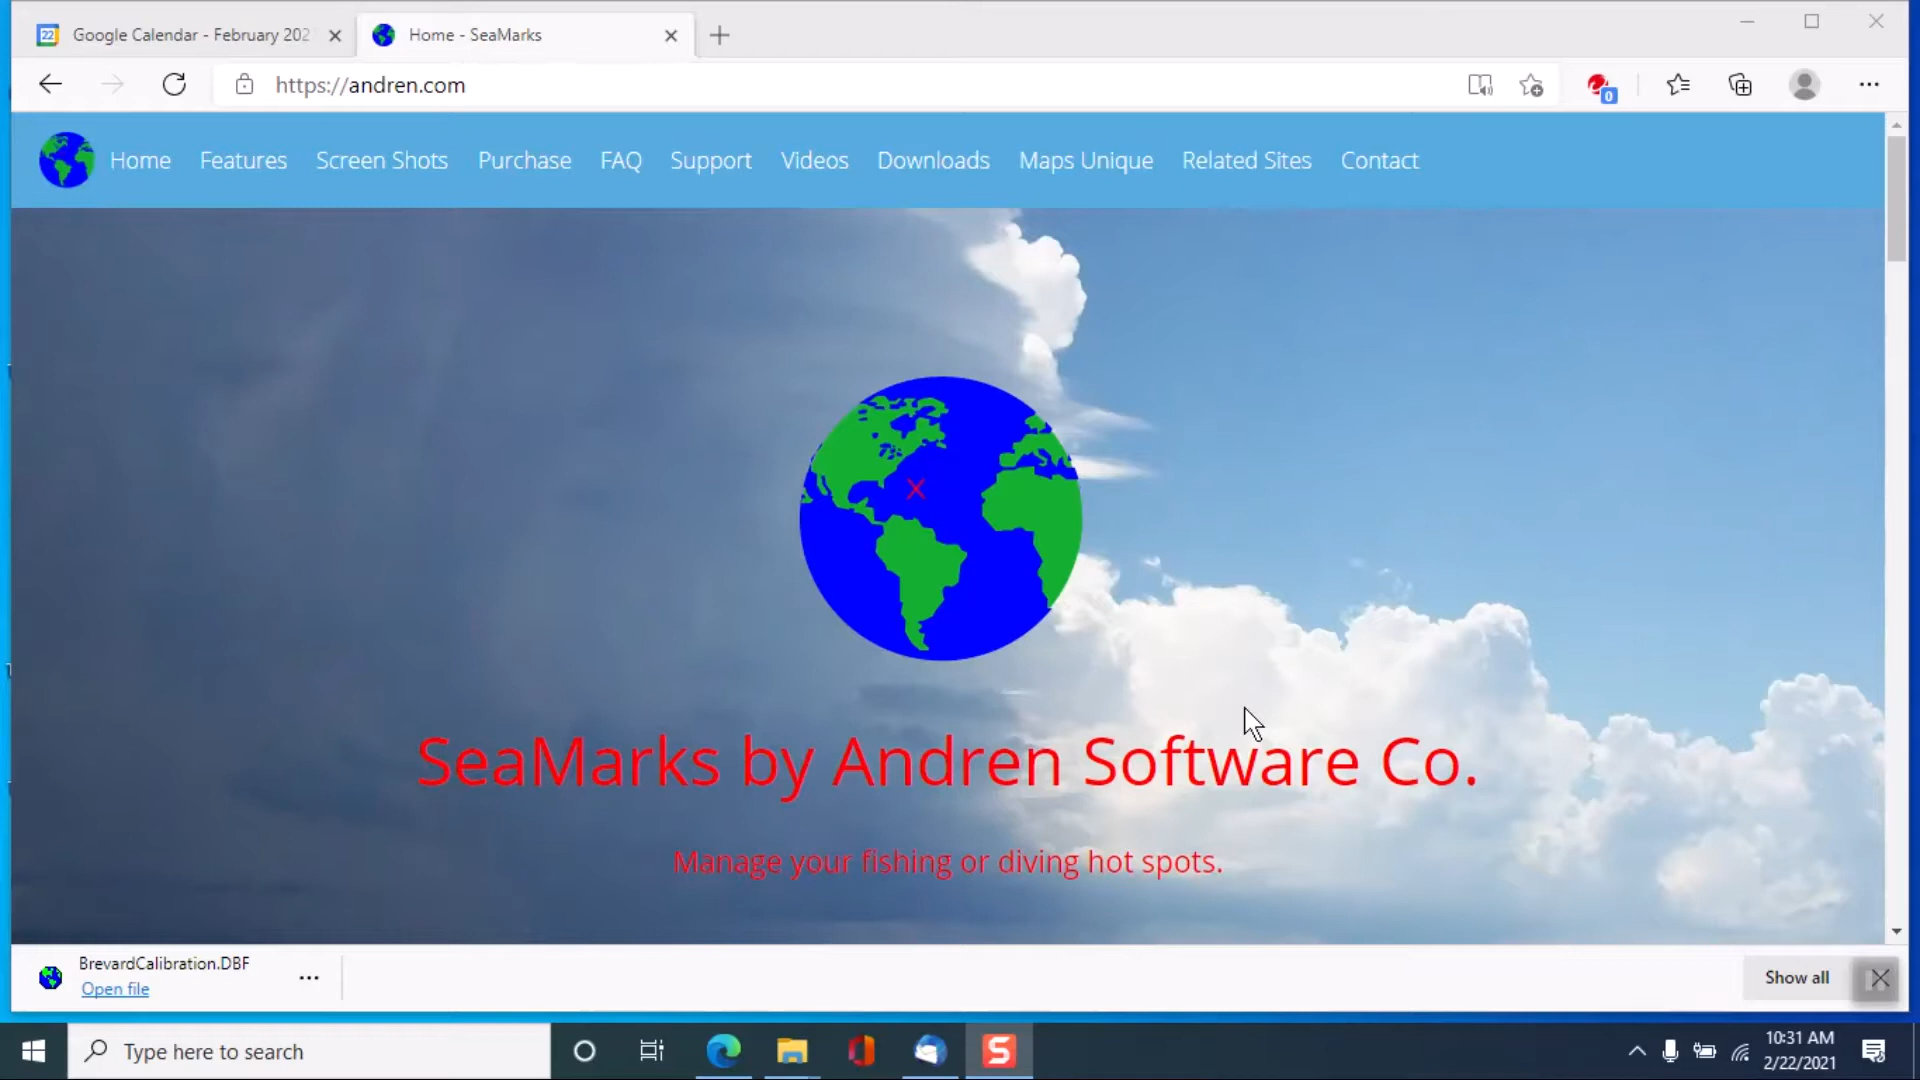 22
Google Calendar - February 202
Home - SeaMarks
https://andren.com
0
Home
Features
Screen Shots
Purchase
FAQ
Support
Videos
Downloads
Maps Unique
Related Sites
Contact
X
SeaMarks by Andren Software Co.
Manage your fishing or diving hot spots.
BrevardCalibration.DBF
Open file
Show all
Type here to search
S
10:31 AM
2/22/2021